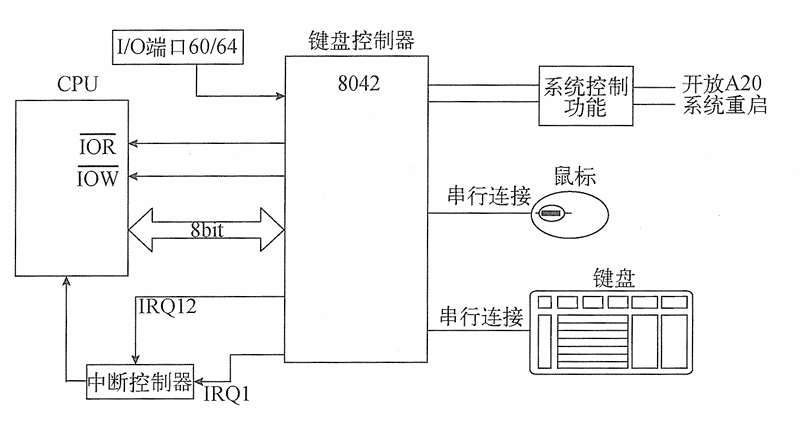 I/O端口60/64
键盘控制器
8042
CPU
系统控制
功能
开放A20
系统重启
IOR
IOW
8bit
串行连接
鼠标
键盘
串行连接
IRQ12
中断控制器
IRQ1